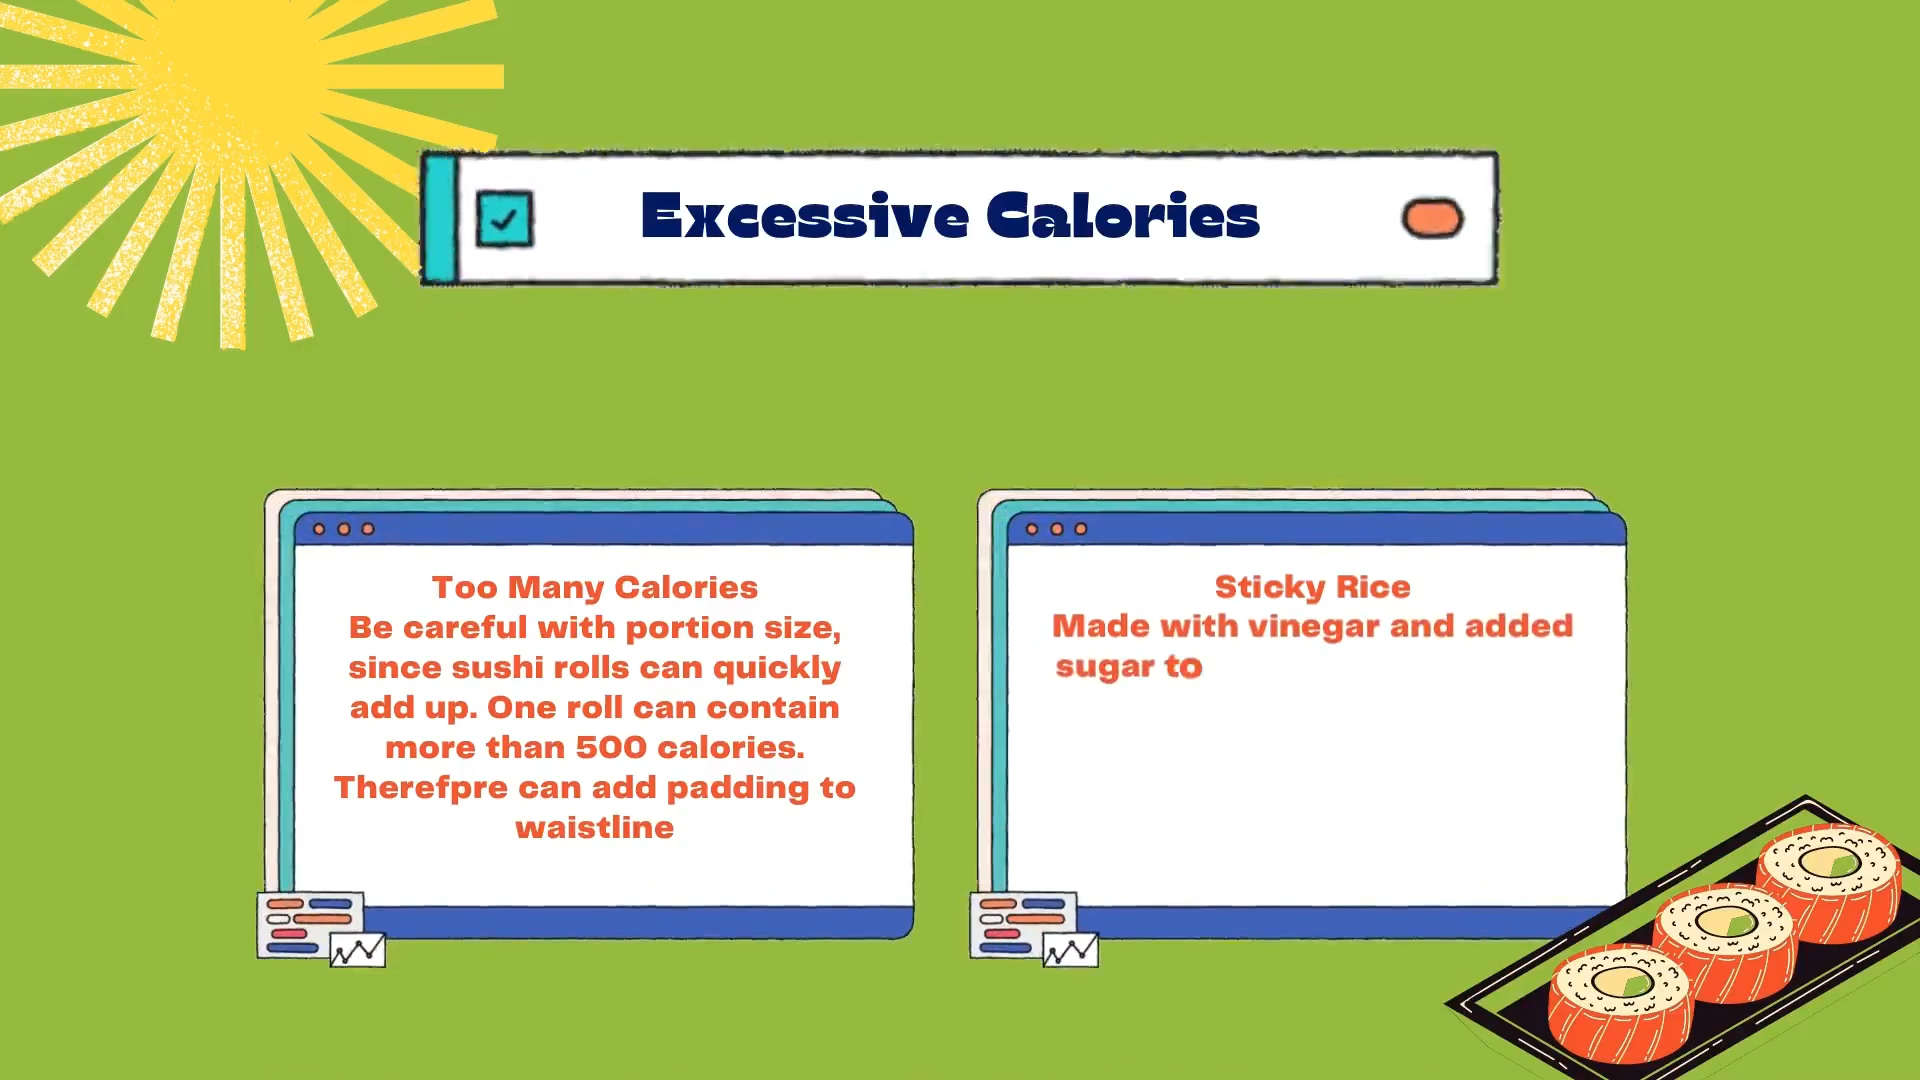 Excessive Calories
Too Many Calories
Be careful with portion size,
since sushi rolls can quickly
add up. One roll can contain
more than 500 calories.
Therefpre can add padding to
waistline
Sticky Rice
Made with vinegar and added
sugar to